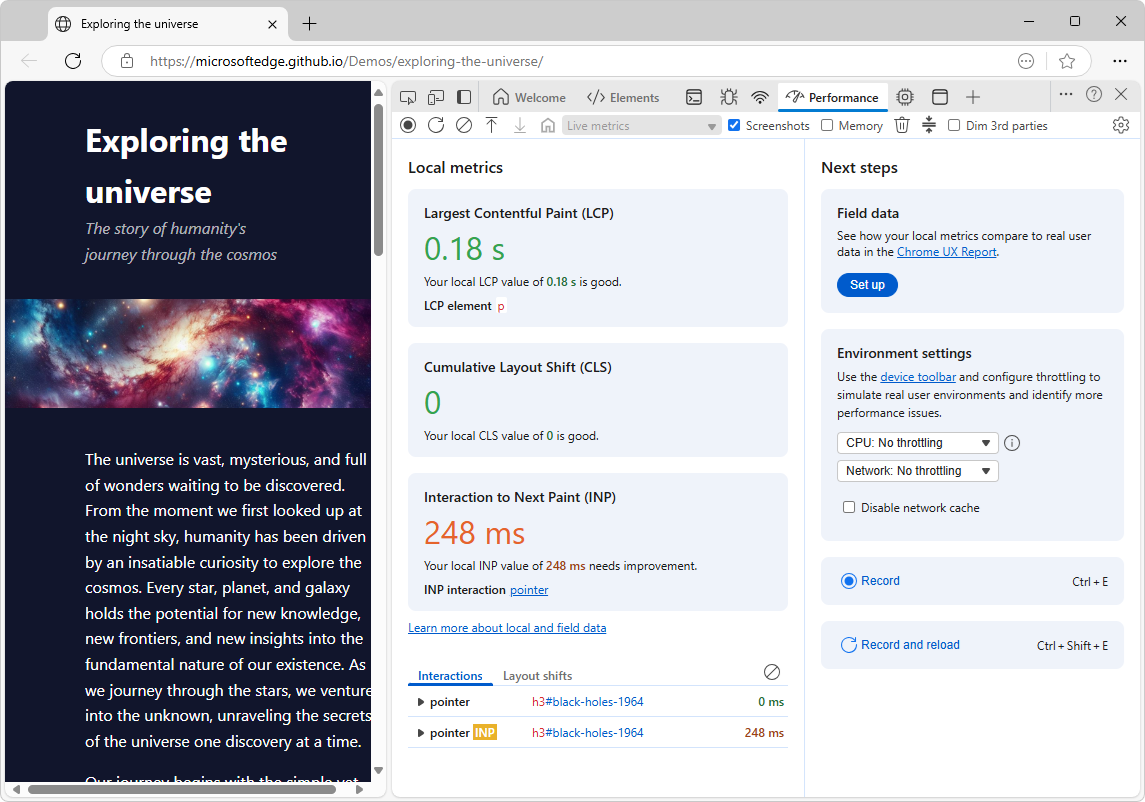 Exploring the universe
https://microsoftedge.github.io/Demos/exploring-the-universe/
Exploring the
universe
The story of humanity's
journey through the cosmos
The universe is vast, mysterious, and full
of wonders waiting to be discovered.
From the moment we first looked up at
the night sky, humanity has been driven
by an insatiable curiosity to explore the
cosmos. Every star, planet, and galaxy
holds the potential for new knowledge,
new frontiers, and new insights into the
fundamental nature of our existence. As
we journey through the stars, we venture
into the unknown, unraveling the secrets
of the universe one discovery at a time.
Our journey begins with the simple yet
Welcome
Elements
Performance
Live metrics
Screenshots
Memory
Dim 3rd parties
Local metrics
Largest Contentful Paint (LCP)
0.18 s
Your local LCP value of 0.18 s is good.
LCP element p
Cumulative Layout Shift (CLS)
0
Your local CLS value of 0 is good.
Interaction to Next Paint (INP)
248 ms
Your local INP value of 248 ms needs improvement.
INP interaction pointer
Learn more about local and field data
Interactions
Layout shifts
pointer h3#black-holes-1964 0 ms
pointer INP h3#black-holes-1964 248 ms
Next steps
Field data
See how your local metrics compare to real user
data in the Chrome UX Report.
Set up
Environment settings
Use the device toolbar and configure throttling to
simulate real user environments and identify more
performance issues.
CPU: No throttling
Network: No throttling
Disable network cache
Record Ctrl + E
Record and reload Ctrl + Shift + E